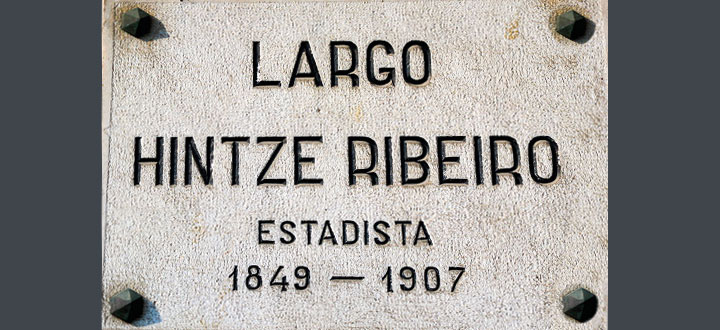 LARGO
HINTZE RIBEIRO
ESTADISTA
1849 — 1907